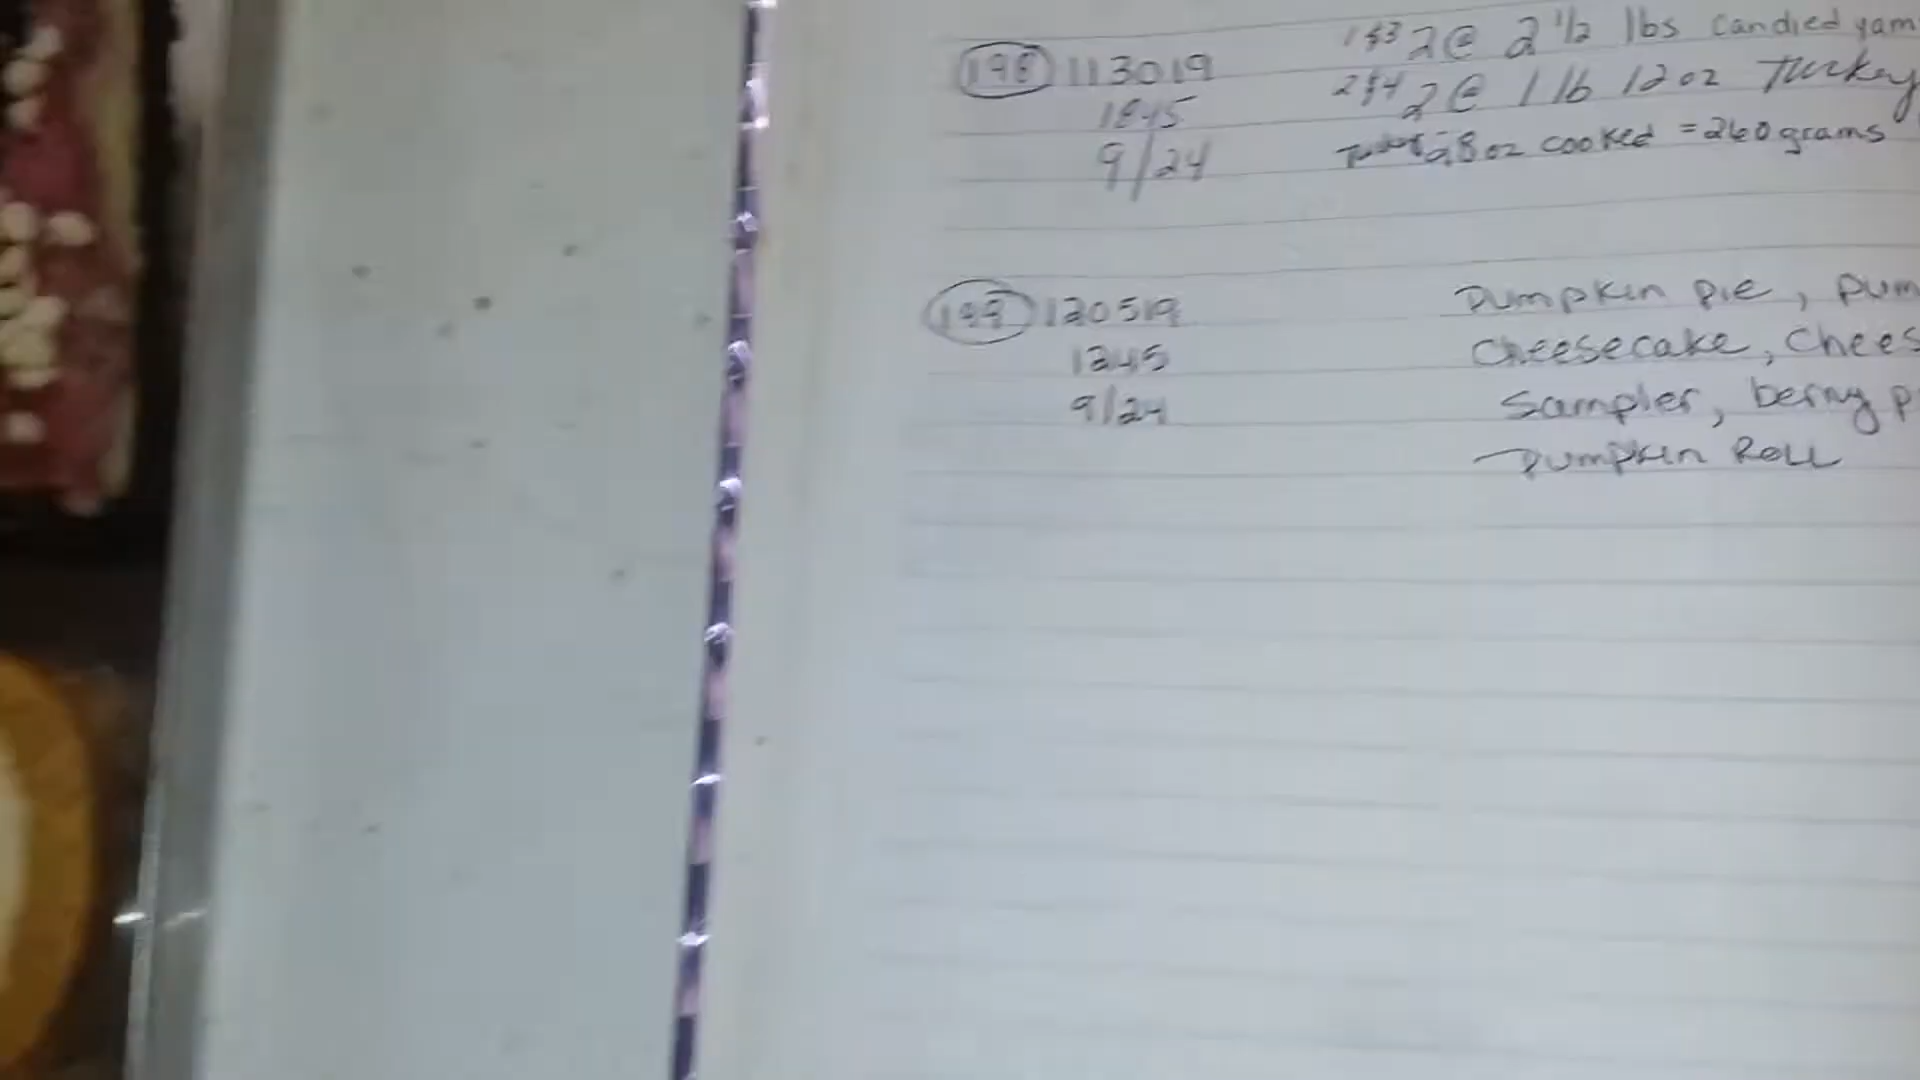 198 113019 1&3 2@ 2 1/2 lbs candied yam
1845 2&4 2@ 1 lb 12 oz Turkey
9/24 28 oz cooked = 260 grams
199 120519 Pumpkin pie, pum
1245 Cheesecake, Chees
9/24 Sampler, berry p
Pumpkin Roll